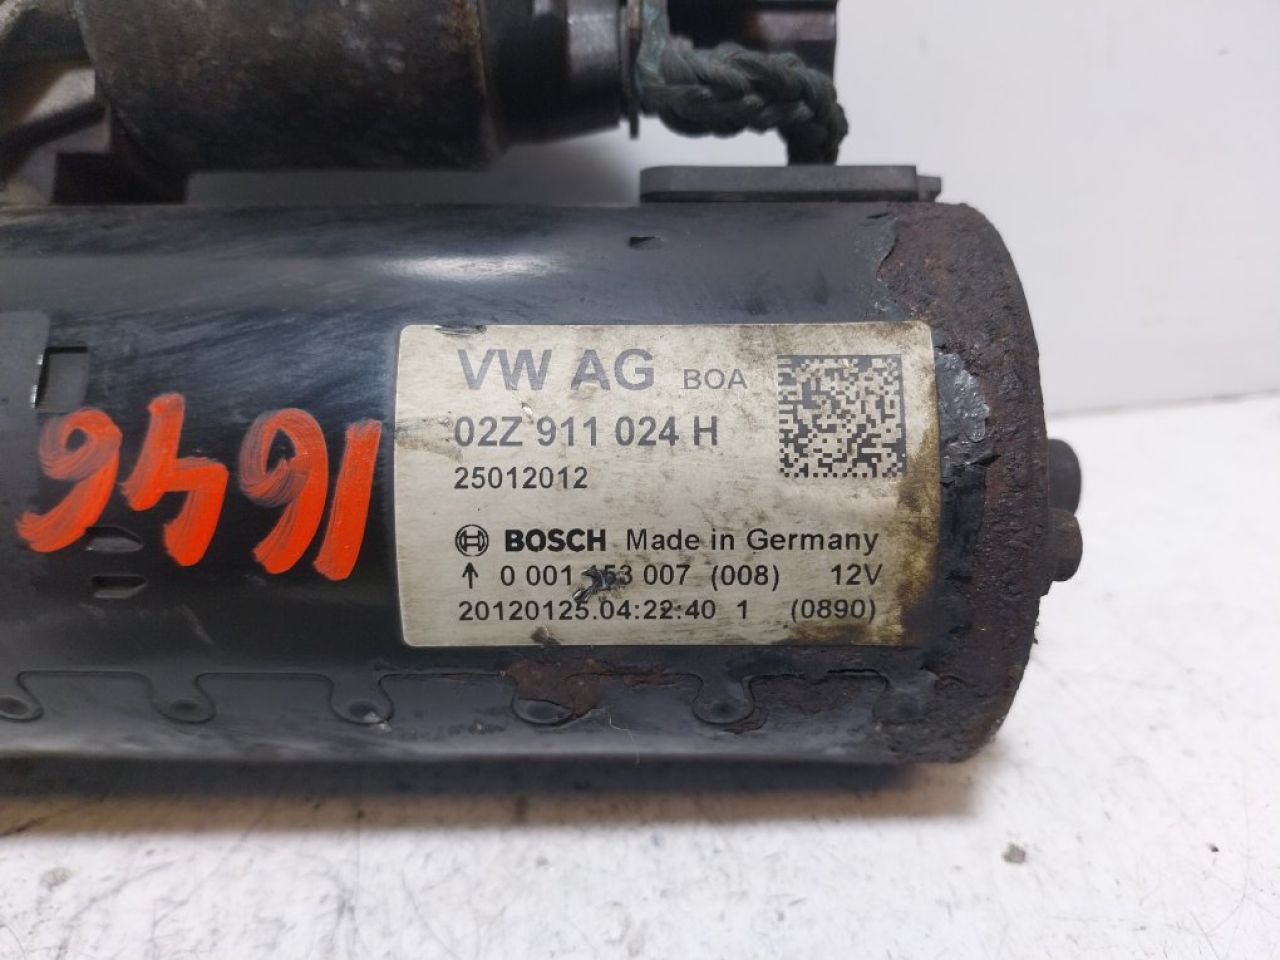 1646
VW AG BOA
02Z 911 024 H
25012012
BOSCH Made in Germany
↑ 0 001 153 007 (008) 12V
20120125.04:22:40 1 (0890)